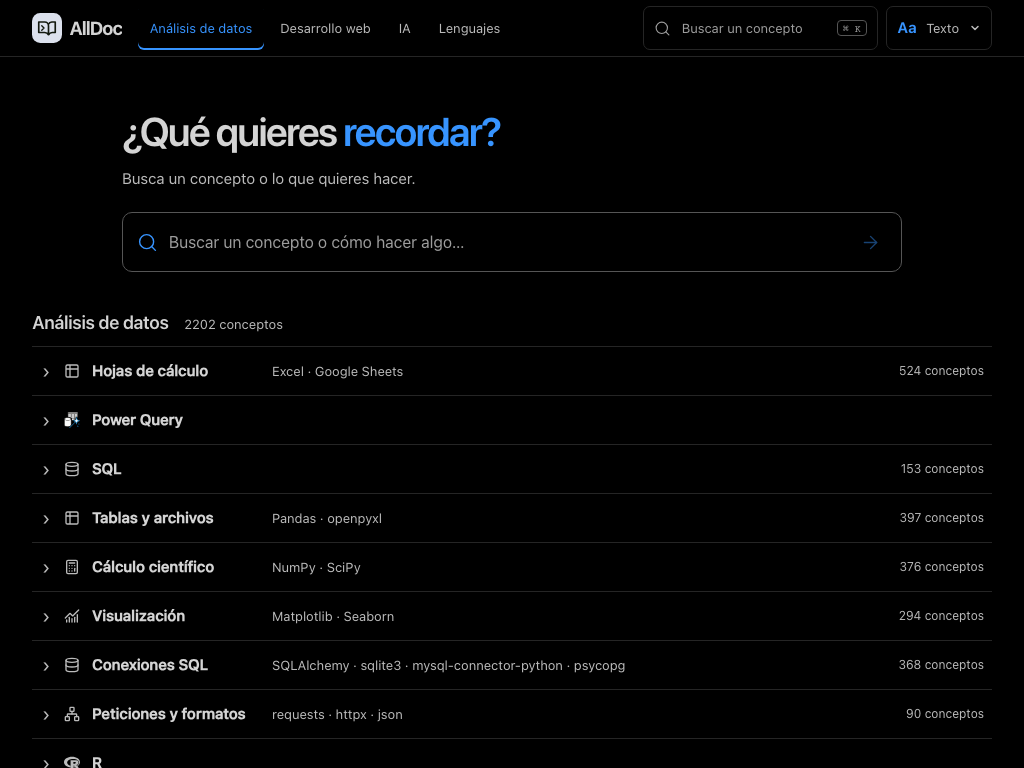 AllDoc
Análisis de datos
Desarrollo web
IA
Lenguajes
Buscar un concepto
⌘ K
Aa Texto
¿Qué quieres recordar?
Busca un concepto o lo que quieres hacer.
Buscar un concepto o cómo hacer algo...
Análisis de datos 2202 conceptos
Hojas de cálculo Excel · Google Sheets 524 conceptos
Power Query
SQL 153 conceptos
Tablas y archivos Pandas · openpyxl 397 conceptos
Cálculo científico NumPy · SciPy 376 conceptos
Visualización Matplotlib · Seaborn 294 conceptos
Conexiones SQL SQLAlchemy · sqlite3 · mysql-connector-python · psycopg 368 conceptos
Peticiones y formatos requests · httpx · json 90 conceptos
R